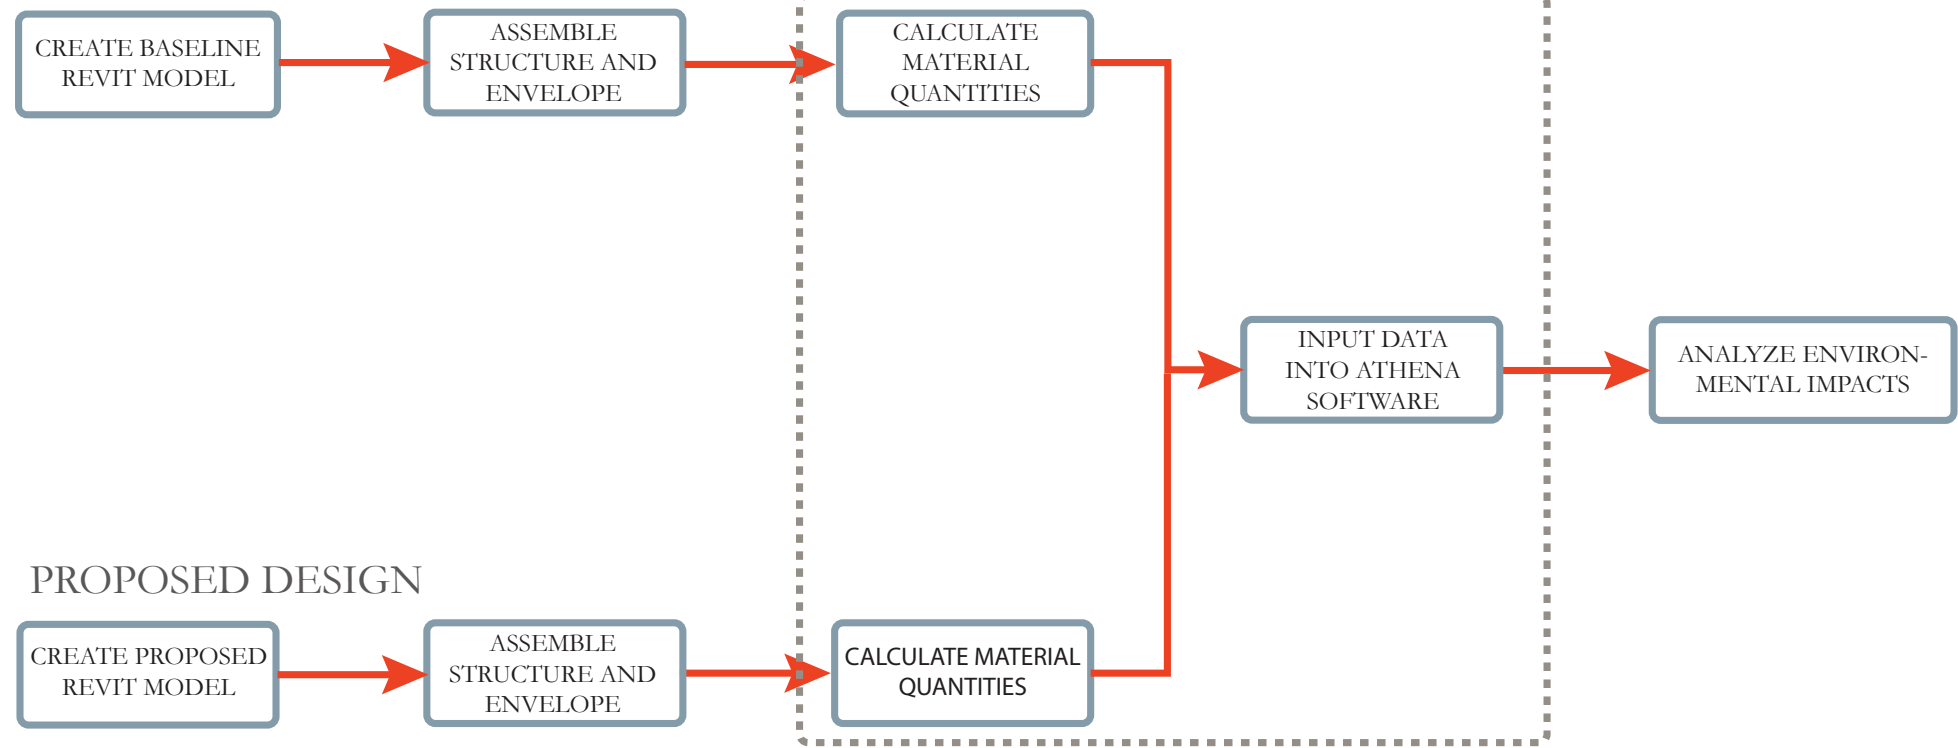 CREATE BASELINE
REVIT MODEL
ASSEMBLE
STRUCTURE AND
ENVELOPE
CALCULATE
MATERIAL
QUANTITIES
INPUT DATA
INTO ATHENA
SOFTWARE
ANALYZE ENVIRON-
MENTAL IMPACTS
PROPOSED DESIGN
CREATE PROPOSED
REVIT MODEL
ASSEMBLE
STRUCTURE AND
ENVELOPE
CALCULATE MATERIAL
QUANTITIES